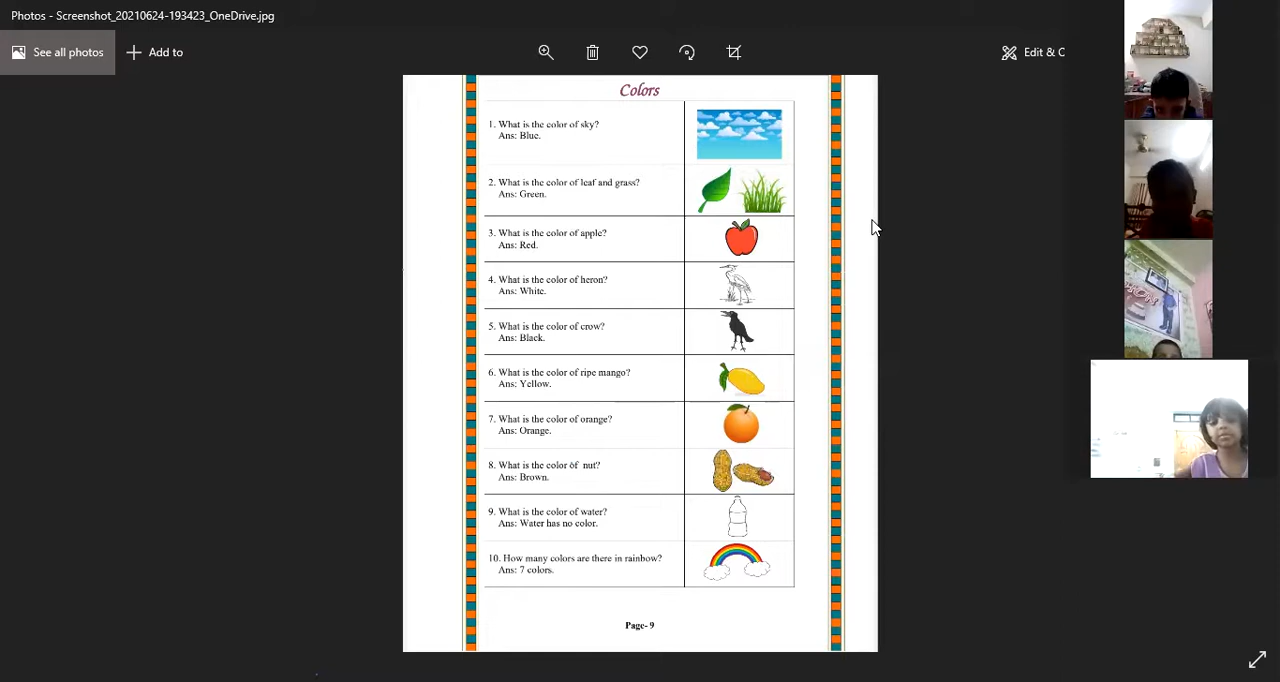 Photos - Screenshot_20210624-193423_OneDrive.jpg
See all photos
Add to
Edit & C
Colors
1. What is the color of sky?
Ans: Blue.
2. What is the color of leaf and grass?
Ans: Green.
3. What is the color of apple?
Ans: Red.
4. What is the color of heron?
Ans: White.
5. What is the color of crow?
Ans: Black.
6. What is the color of ripe mango?
Ans: Yellow.
7. What is the color of orange?
Ans: Orange.
8. What is the color of nut?
Ans: Brown.
9. What is the color of water?
Ans: Water has no color.
10. How many colors are there in rainbow?
Ans: 7 colors.
Page- 9